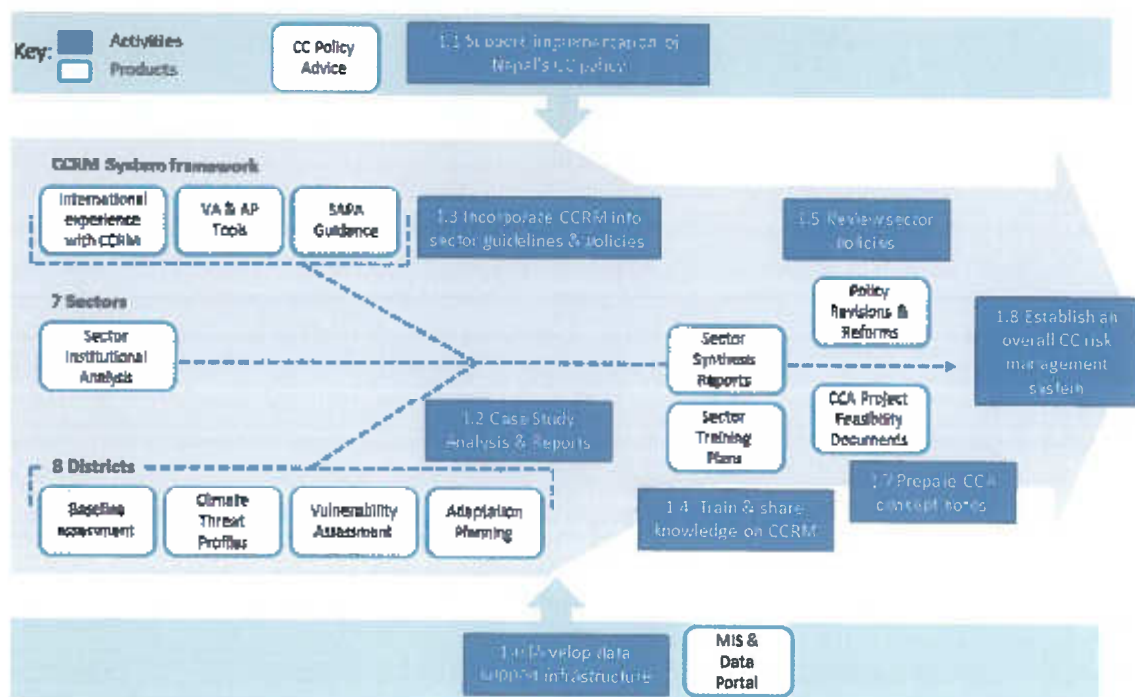 Key:
Activities
Products
CC Policy
Advice
1.1 Support implementation of
Nepal's CC policy
CCRM System framework
International
experience
with CCRM
VA & AP
Tools
SAPA
Guidance
1.3 Incorporate CCRM into
sector guidelines & Policies
1.5 Review sector
Policies
7 Sectors
Sector
Institutional
Analysis
Sector
Synthesis
Reports
Policy
Revisions &
Reforms
1.8 Establish an
overall CC risk
management
system
1.2 Case Study
Analysis & Reports
Sector
Training
Plans
CCA Project
Feasibility
Documents
8 Districts
Baseline
assessment
Climate
Threat
Profiles
Vulnerability
Assessment
Adaptation
Planning
1.4 Train & share
knowledge on CCRM
1.7 Prepare CCA
concept notes
1.6 Develop data
support infrastructure
MIS &
Data
Portal